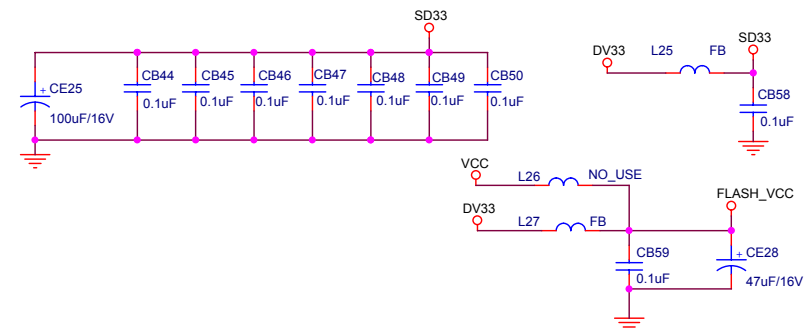 SD33
CE25
100uF/16V
CB44
0.1uF
CB45
0.1uF
CB46
0.1uF
CB47
0.1uF
CB48
0.1uF
CB49
0.1uF
CB50
0.1uF
DV33
L25
FB
SD33
CB58
0.1uF
VCC
L26
NO_USE
DV33
L27
FB
FLASH_VCC
CB59
0.1uF
CE28
47uF/16V